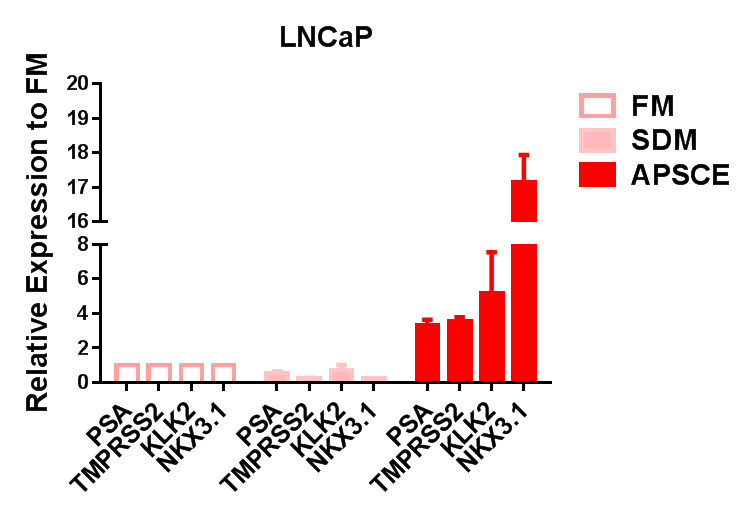 LNCaP
Relative Expression to FM
20
19
18
17
16
8
6
4
2
0
PSA
TMPRSS2
KLK2
NKX3.1
PSA
TMPRSS2
KLK2
NKX3.1
PSA
TMPRSS2
KLK2
NKX3.1
FM
SDM
APSCE